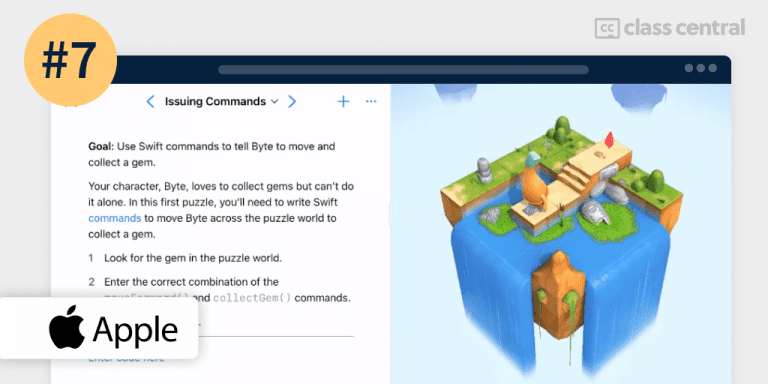 #7
class central
Issuing Commands
Goal: Use Swift commands to tell Byte to move and
collect a gem.
Your character, Byte, loves to collect gems but can't do
it alone. In this first puzzle, you'll need to write Swift
commands to move Byte across the puzzle world to
collect a gem.
1 Look for the gem in the puzzle world.
2 Enter the correct combination of the
moveForward() and collectGem() commands.
Apple
Enter code here